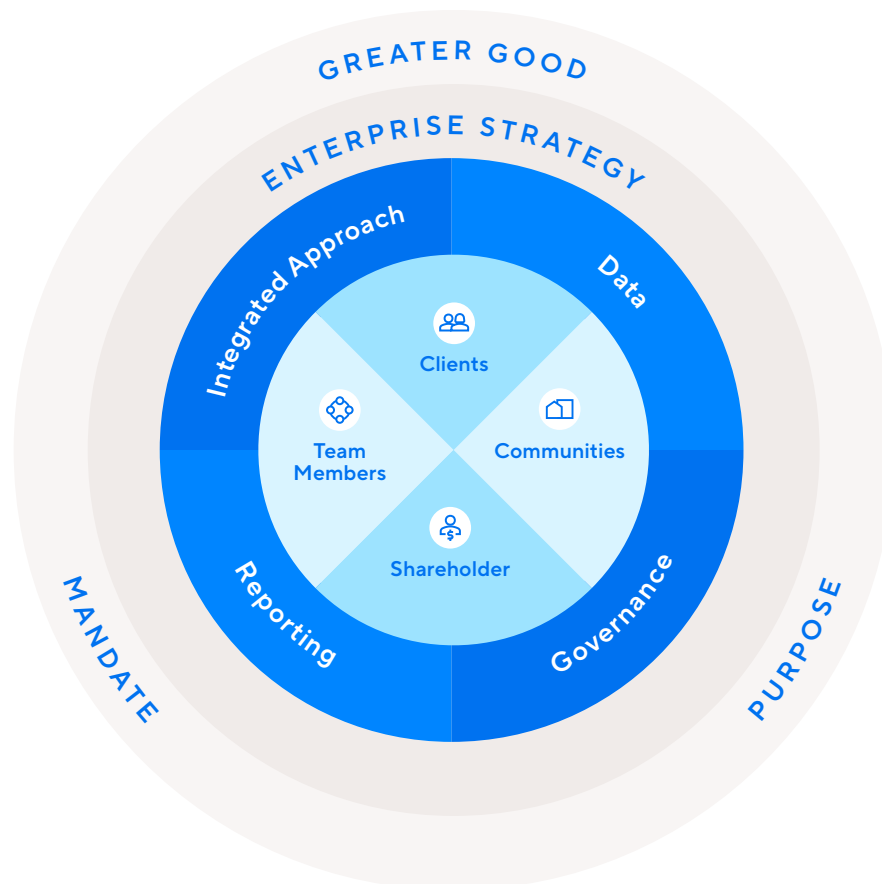 GREATER GOOD
ENTERPRISE STRATEGY
Integrated Approach
Data
Clients
Team
Members
Communities
Shareholder
Reporting
Governance
MANDATE
PURPOSE